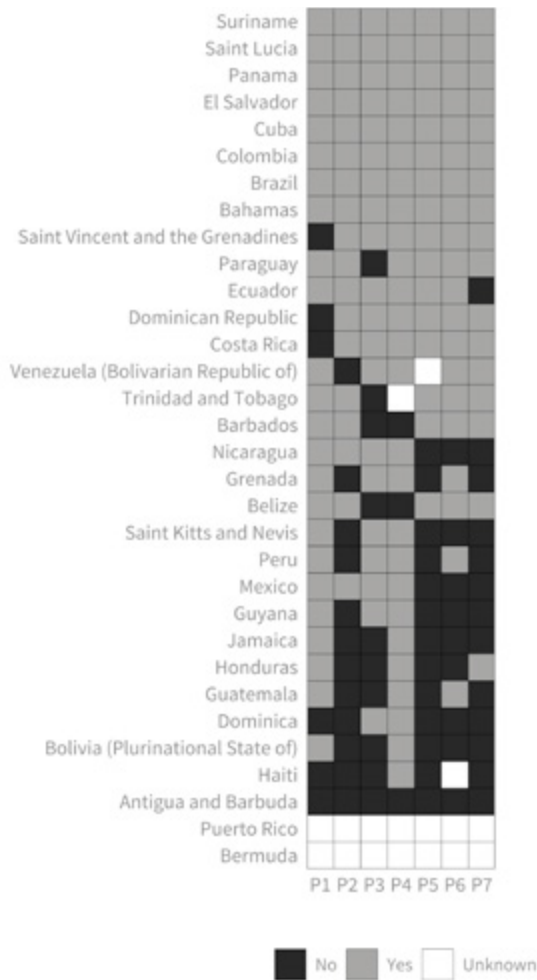 Suriname
Saint Lucia
Panama
El Salvador
Cuba
Colombia
Brazil
Bahamas
Saint Vincent and the Grenadines
Paraguay
Ecuador
Dominican Republic
Costa Rica
Venezuela (Bolivarian Republic of)
Trinidad and Tobago
Barbados
Nicaragua
Grenada
Belize
Saint Kitts and Nevis
Peru
Mexico
Guyana
Jamaica
Honduras
Guatemala
Dominica
Bolivia (Plurinational State of)
Haiti
Antigua and Barbuda
Puerto Rico
Bermuda
P1 P2 P3 P4 P5 P6 P7
No Yes Unknown